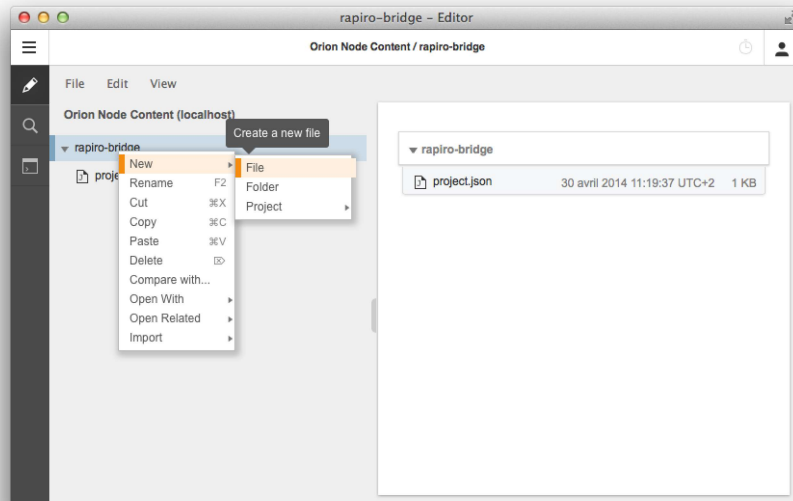 rapiro-bridge – Editor
Orion Node Content / rapiro-bridge
File Edit View
Orion Node Content (localhost)
Create a new file
rapiro-bridge
rapiro-bridge
New
File
project.json 30 avril 2014 11:19:37 UTC+2 1 KB
Rename F2
Folder
Cut ⌘X
Project
Copy ⌘C
Paste ⌘V
Delete ⌦
Compare with...
Open With
Open Related
Import